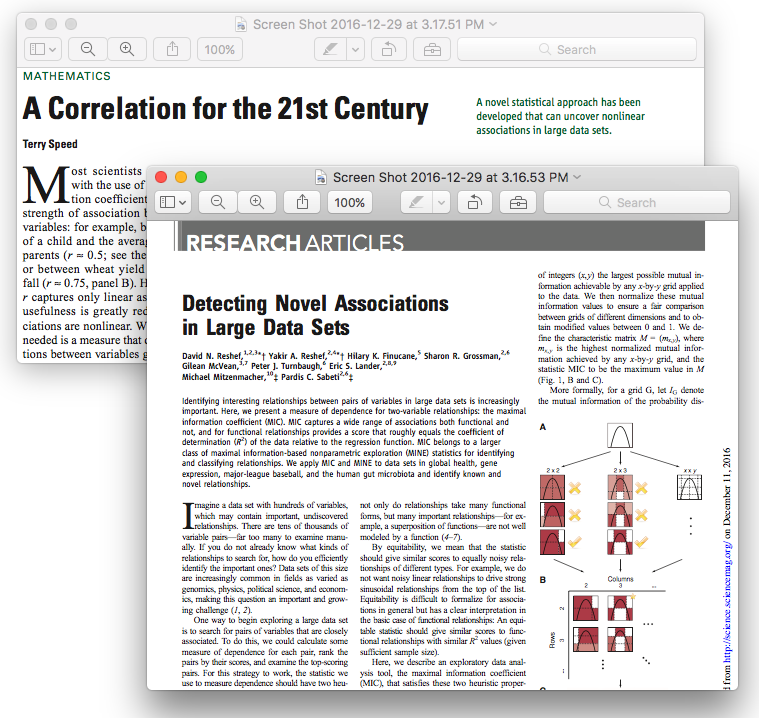 Screen Shot 2016-12-29 at 3.17.51 PM
100%
Search
MATHEMATICS
A Correlation for the 21st Century
A novel statistical approach has been
developed that can uncover nonlinear
associations in large data sets.
Terry Speed
Most scientists
with the use of
tion coefficient
strength of association
variables: for example, b
of a child and the averag
parents (r ≈ 0.5; see the
or between wheat yield
fall (r ≈ 0.75, panel B). H
r captures only linear as
usefulness is greatly red
ciations are nonlinear. W
needed is a measure that
tions between variables
Screen Shot 2016-12-29 at 3.16.53 PM
100%
Search
RESEARCH ARTICLES
Detecting Novel Associations
in Large Data Sets
David N. Reshef,1,2,3*† Yakir A. Reshef,2,4*† Hilary K. Finucane,5 Sharon R. Grossman,2,6
Gilean McVean,3,7 Peter J. Turnbaugh,6 Eric S. Lander,2,8,9
Michael Mitzenmacher,10‡ Pardis C. Sabeti2,6‡
Identifying interesting relationships between pairs of variables in large data sets is increasingly
important. Here, we present a measure of dependence for two-variable relationships: the maximal
information coefficient (MIC). MIC captures a wide range of associations both functional and
not, and for functional relationships provides a score that roughly equals the coefficient of
determination (R2) of the data relative to the regression function. MIC belongs to a larger
class of maximal information-based nonparametric exploration (MINE) statistics for identifying
and classifying relationships. We apply MIC and MINE to data sets in global health, gene
expression, major-league baseball, and the human gut microbiota and identify known and
novel relationships.
Imagine a data set with hundreds of variables,
which may contain important, undiscovered
relationships. There are tens of thousands of
variable pairs—far too many to examine manu-
ally. If you do not already know what kinds of
relationships to search for, how do you efficiently
identify the important ones? Data sets of this size
are increasingly common in fields as varied as
genomics, physics, political science, and econom-
ics, making this question an important and grow-
ing challenge (1, 2).
One way to begin exploring a large data set
is to search for pairs of variables that are closely
associated. To do this, we could calculate some
measure of dependence for each pair, rank the
pairs by their scores, and examine the top-scoring
pairs. For this strategy to work, the statistic we
use to measure dependence should have two heu-
not only do relationships take many functional
forms, but many important relationships—for ex-
ample, a superposition of functions—are not well
modeled by a function (4–7).
By equitability, we mean that the statistic
should give similar scores to equally noisy rela-
tionships of different types. For example, we do
not want noisy linear relationships to drive strong
sinusoidal relationships from the top of the list.
Equitability is difficult to formalize for associa-
tions in general but has a clear interpretation in
the basic case of functional relationships: An equi-
table statistic should give similar scores to func-
tional relationships with similar R2 values (given
sufficient sample size).
Here, we describe an exploratory data anal-
ysis tool, the maximal information coefficient
(MIC), that satisfies these two heuristic proper-
of integers (x,y) the largest possible mutual in-
formation achievable by any x-by-y grid applied
to the data. We then normalize these mutual
information values to ensure a fair comparison
between grids of different dimensions and to ob-
tain modified values between 0 and 1. We de-
fine the characteristic matrix M = (mx,y), where
mx,y is the highest normalized mutual infor-
mation achieved by any x-by-y grid, and the
statistic MIC to be the maximum value in M
(Fig. 1, B and C).
More formally, for a grid G, let IG denote
the mutual information of the probability dis-
A
2 x 2
2 x 3
x x y
B
Columns
2 3 ...
Rows
2
3
...
d from http://science.sciencemag.org/ on December 11, 2016